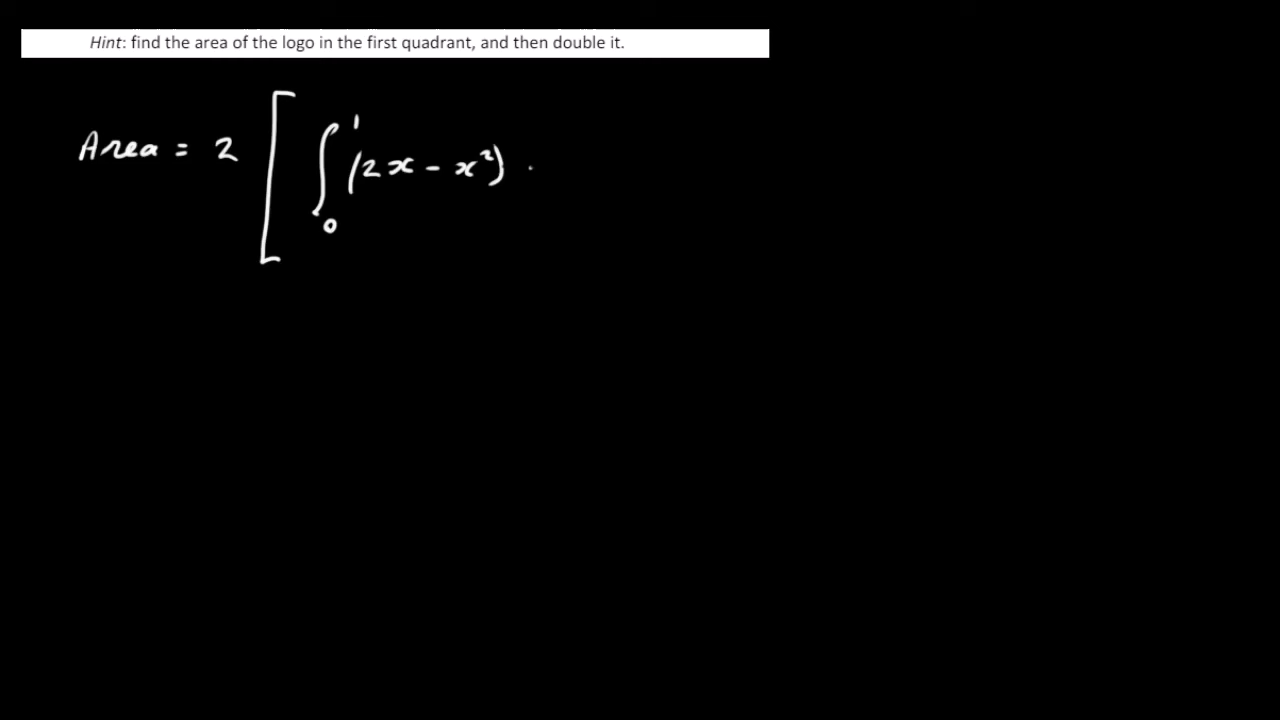 Hint: find the area of the logo in the first quadrant, and then double it.
Area = 2 [ ∫₀¹ (2x - x²)